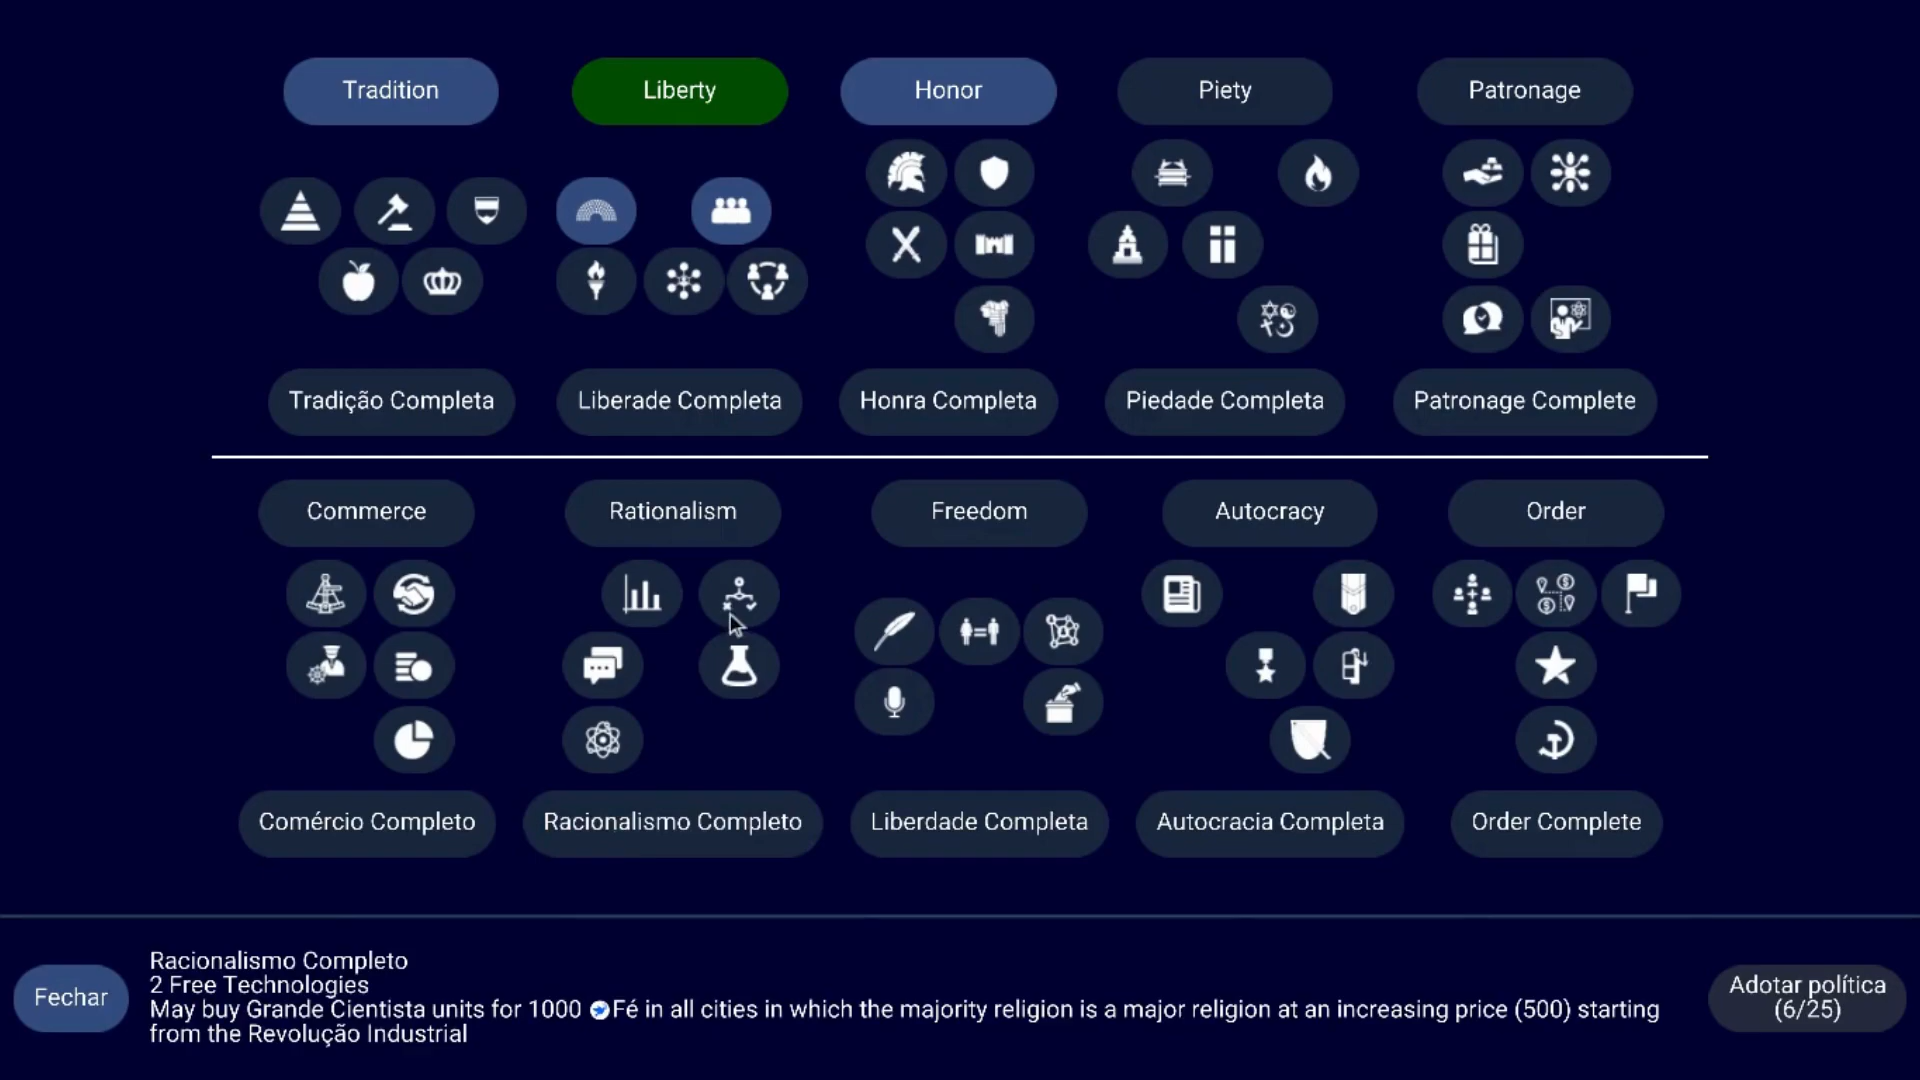 Tradition
Liberty
Honor
Piety
Patronage
Tradição Completa
Liberade Completa
Honra Completa
Piedade Completa
Patronage Complete
Commerce
Rationalism
Freedom
Autocracy
Order
Comércio Completo
Racionalismo Completo
Liberdade Completa
Autocracia Completa
Order Complete
Fechar
Racionalismo Completo
2 Free Technologies
May buy Grande Cientista units for 1000 Fé in all cities in which the majority religion is a major religion at an increasing price (500) starting
from the Revolução Industrial
Adotar política
(6/25)